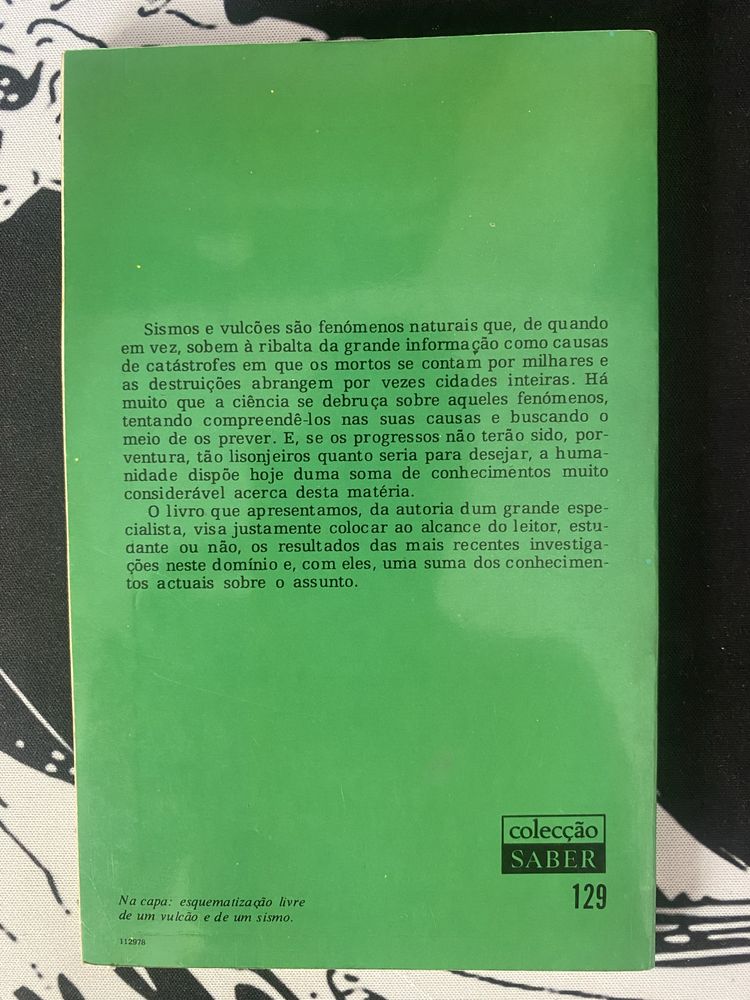 Sismos e vulcões são fenómenos naturais que, de quando
em vez, sobem à ribalta da grande informação como causas
de catástrofes em que os mortos se contam por milhares e
as destruições abrangem por vezes cidades inteiras. Há
muito que a ciência se debruça sobre aqueles fenómenos,
tentando compreendê-los nas suas causas e buscando o
meio de os prever. E, se os progressos não terão sido, por-
ventura, tão lisonjeiros quanto seria para desejar, a huma-
nidade dispõe hoje duma soma de conhecimentos muito
considerável acerca desta matéria.
O livro que apresentamos, da autoria dum grande espe-
cialista, visa justamente colocar ao alcance do leitor, estu-
dante ou não, os resultados das mais recentes investiga-
ções neste domínio e, com eles, uma suma dos conhecimen-
tos actuais sobre o assunto.
colecção
SABER
129
Na capa: esquematização livre
de um vulcão e de um sismo.
112978